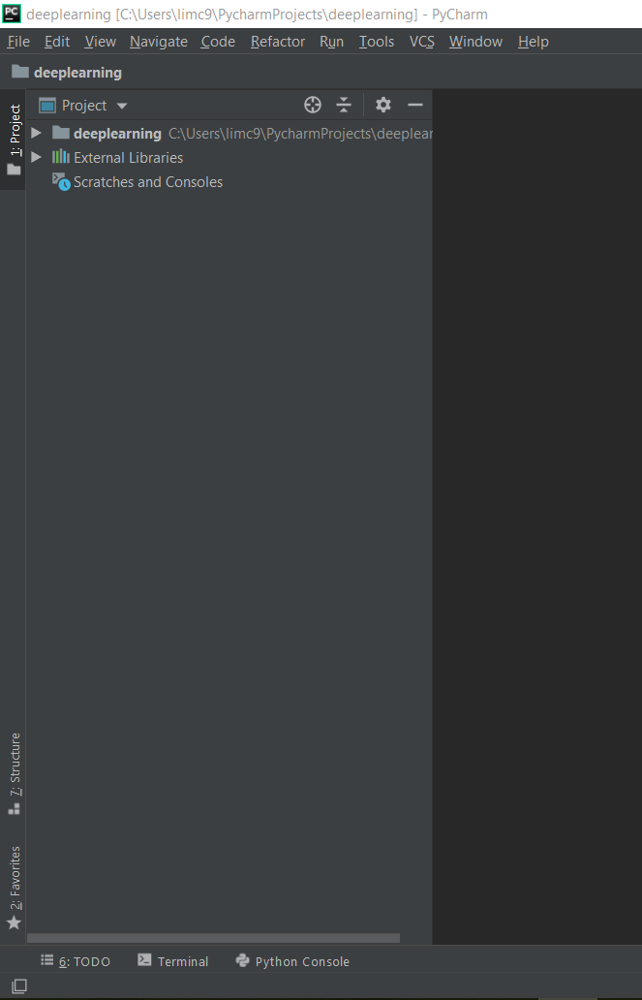 PC deeplearning [C:\Users\limc9\PycharmProjects\deeplearning] - PyCharm
File Edit View Navigate Code Refactor Run Tools VCS Window Help
deeplearning
1: Project
Project
deeplearning C:\Users\limc9\PycharmProjects\deeplear
External Libraries
Scratches and Consoles
7: Structure
2: Favorites
6: TODO Terminal Python Console